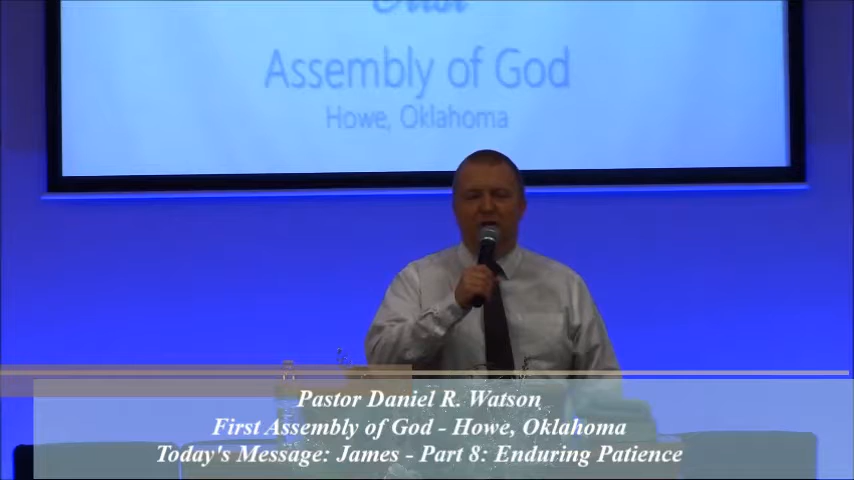 First
Assembly of God
Howe, Oklahoma
Pastor Daniel R. Watson
First Assembly of God - Howe, Oklahoma
Today's Message: James - Part 8: Enduring Patience